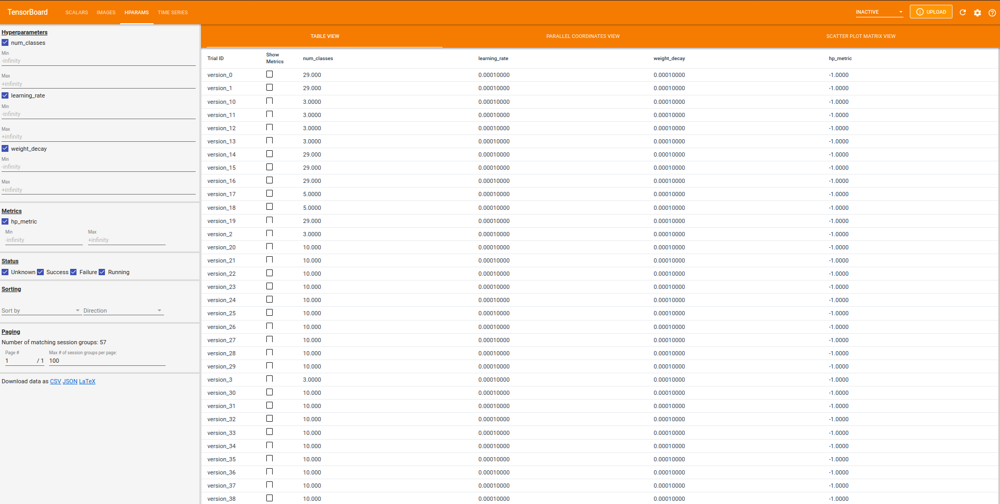 TensorBoard SCALARS IMAGES HPARAMS TIME SERIES INACTIVE UPLOAD
Hyperparameters
num_classes
Min
-infinity
Max
+infinity
learning_rate
Min
-infinity
Max
+infinity
weight_decay
Min
-infinity
Max
+infinity
Metrics
hp_metric
Min Max
-infinity +infinity
Status
Unknown Success Failure Running
Sorting
Sort by Direction
Paging
Number of matching session groups: 57
Page # Max # of session groups per page:
1 / 1 100
Download data as CSV JSON LaTeX
TABLE VIEW PARALLEL COORDINATES VIEW SCATTER PLOT MATRIX VIEW
Trial ID Show Metrics num_classes learning_rate weight_decay hp_metric
version_0 29.000 0.00010000 0.00010000 -1.0000
version_1 29.000 0.00010000 0.00010000 -1.0000
version_10 3.0000 0.00010000 0.00010000 -1.0000
version_11 3.0000 0.00010000 0.00010000 -1.0000
version_12 3.0000 0.00010000 0.00010000 -1.0000
version_13 3.0000 0.00010000 0.00010000 -1.0000
version_14 29.000 0.00010000 0.00010000 -1.0000
version_15 29.000 0.00010000 0.00010000 -1.0000
version_16 29.000 0.00010000 0.00010000 -1.0000
version_17 5.0000 0.00010000 0.00010000 -1.0000
version_18 5.0000 0.00010000 0.00010000 -1.0000
version_19 29.000 0.00010000 0.00010000 -1.0000
version_2 3.0000 0.00010000 0.00010000 -1.0000
version_20 10.000 0.00010000 0.00010000 -1.0000
version_21 10.000 0.00010000 0.00010000 -1.0000
version_22 10.000 0.00010000 0.00010000 -1.0000
version_23 10.000 0.00010000 0.00010000 -1.0000
version_24 10.000 0.00010000 0.00010000 -1.0000
version_25 10.000 0.00010000 0.00010000 -1.0000
version_26 10.000 0.00010000 0.00010000 -1.0000
version_27 10.000 0.00010000 0.00010000 -1.0000
version_28 10.000 0.00010000 0.00010000 -1.0000
version_29 10.000 0.00010000 0.00010000 -1.0000
version_3 3.0000 0.00010000 0.00010000 -1.0000
version_30 10.000 0.00010000 0.00010000 -1.0000
version_31 10.000 0.00010000 0.00010000 -1.0000
version_32 10.000 0.00010000 0.00010000 -1.0000
version_33 10.000 0.00010000 0.00010000 -1.0000
version_34 10.000 0.00010000 0.00010000 -1.0000
version_35 10.000 0.00010000 0.00010000 -1.0000
version_36 10.000 0.00010000 0.00010000 -1.0000
version_37 10.000 0.00010000 0.00010000 -1.0000
version_38 10.000 0.00010000 0.00010000 -1.0000